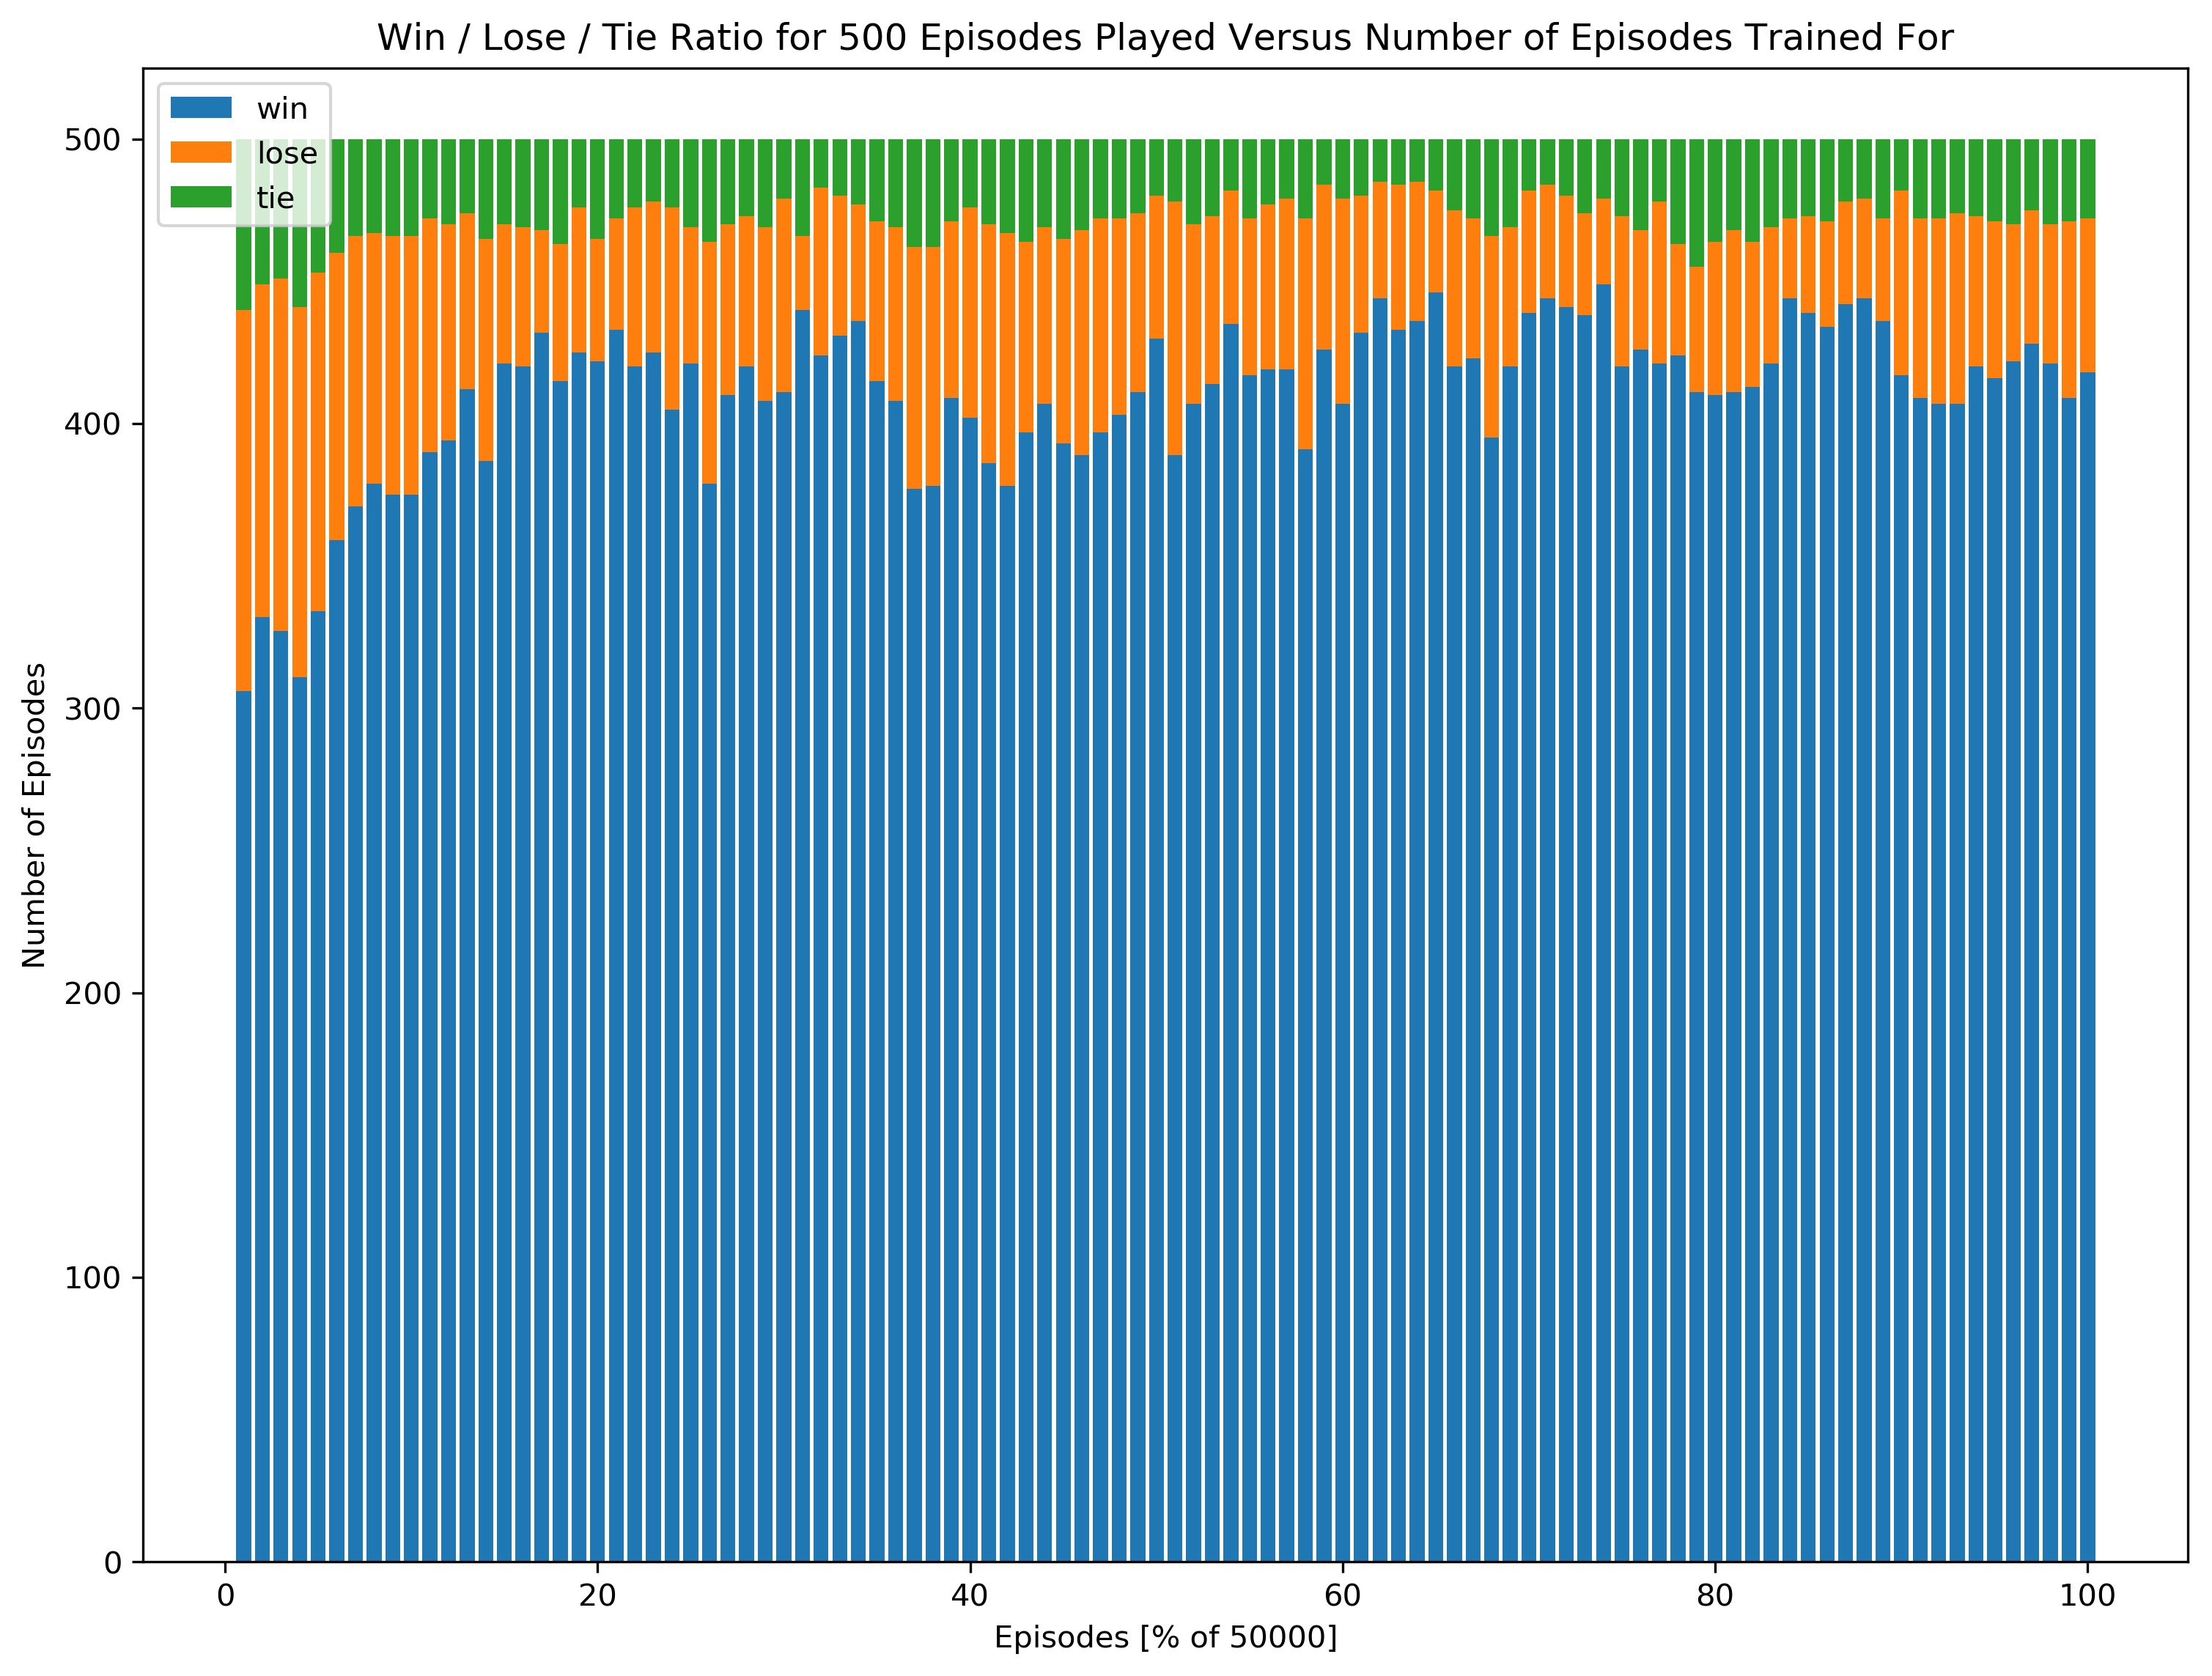 Win / Lose / Tie Ratio for 500 Episodes Played Versus Number of Episodes Trained For
win
lose
tie
500
400
300
200
100
0
Number of Episodes
0 20 40 60 80 100
Episodes [% of 50000]